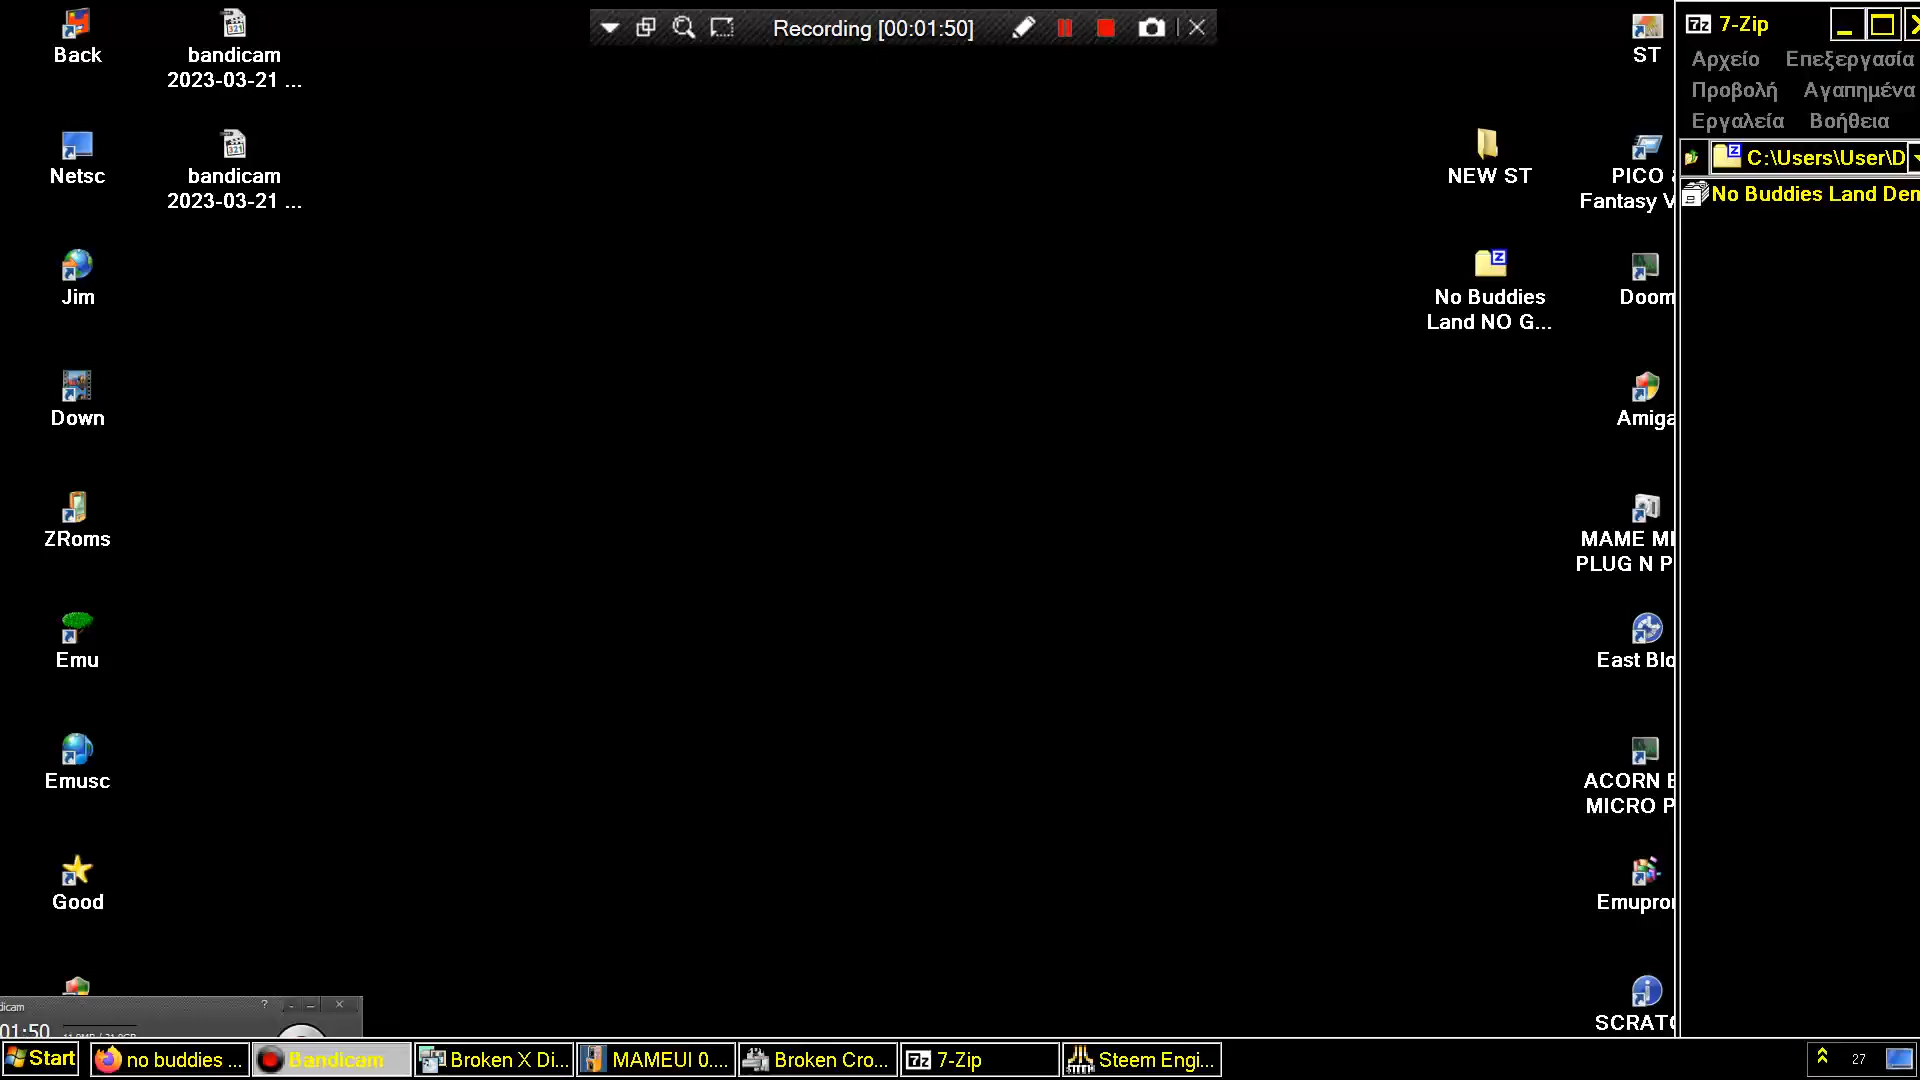 Recording [00:01:50]
Back
bandicam
2023-03-21 ...
Netsc
bandicam
2023-03-21 ...
Jim
Down
ZRoms
Emu
Emusc
Good
ST
NEW ST
PICO
Fantasy V
No Buddies
Land NO G...
Doom
Amiga
MAME MI
PLUG N P
East Blo
ACORN B
MICRO P
Emupro
SCRATC
7-Zip
Αρχείο Επεξεργασία
Προβολή Αγαπημένα
Εργαλεία Βοήθεια
C:\Users\User\D
No Buddies Land Dem
dicam
01:50
Start
no buddies ...
Bandicam
Broken X Di...
MAMEUI 0....
Broken Cro...
7-Zip
Steem Engi...
27